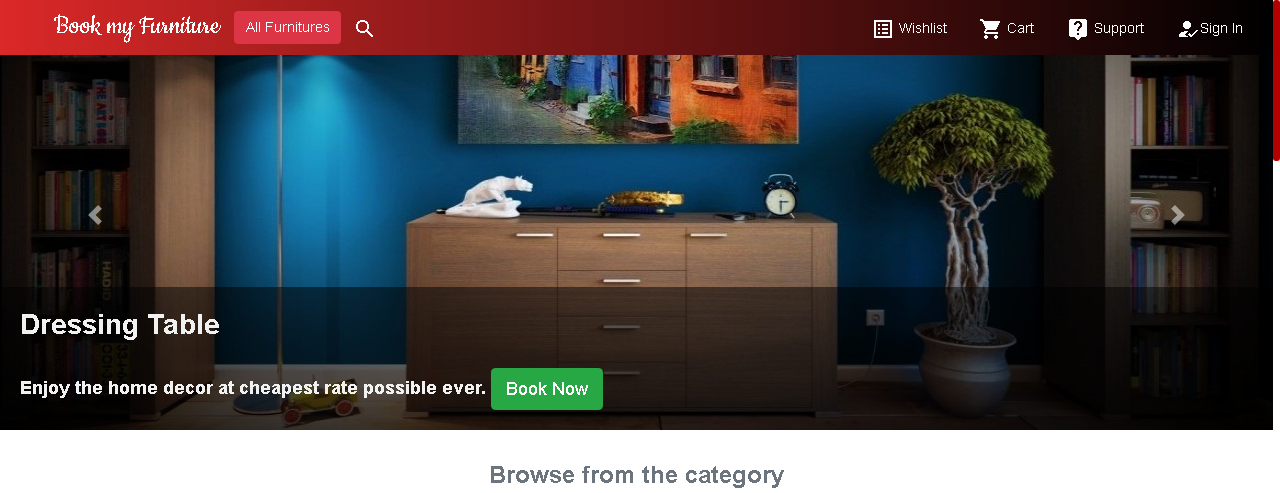 Book my Furniture
All Furnitures
Wishlist
Cart
Support
Sign In
Dressing Table
Enjoy the home decor at cheapest rate possible ever.
Book Now
Browse from the category